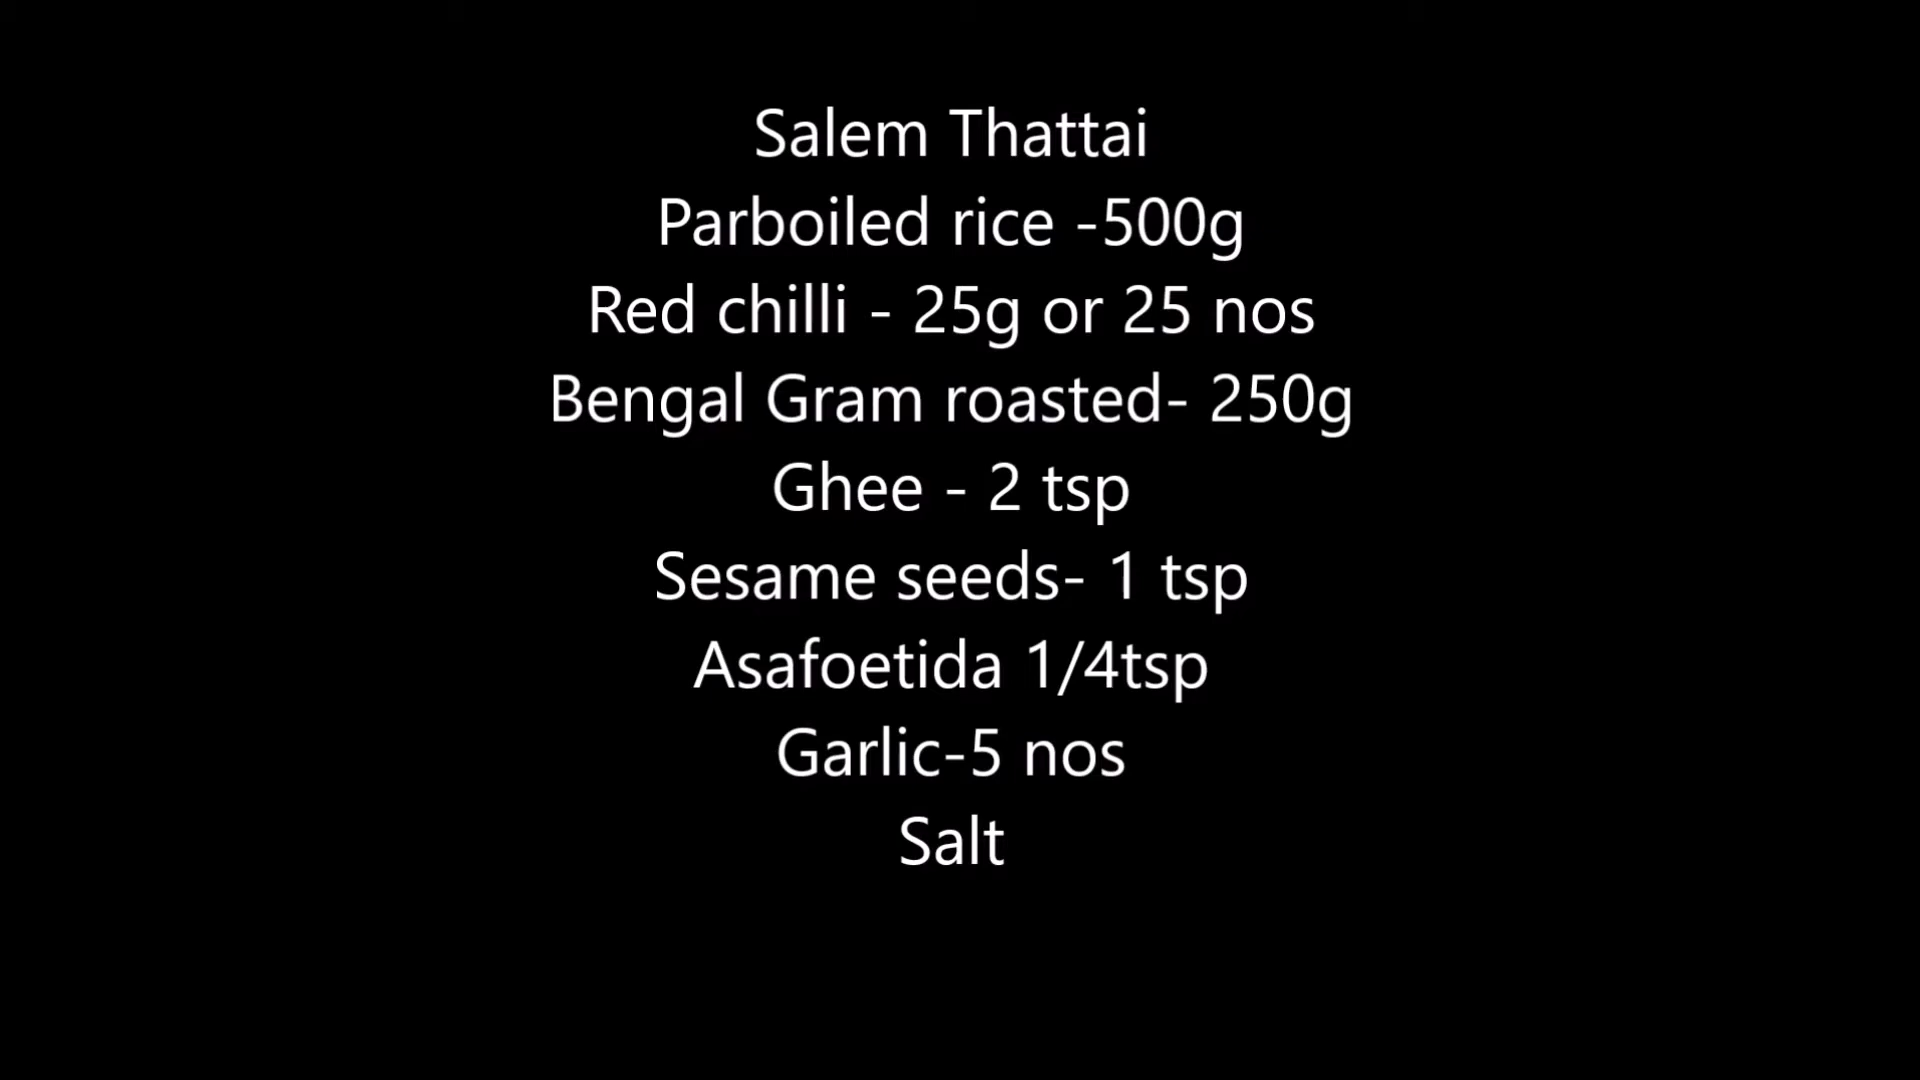 Salem Thattai
Parboiled rice -500g
Red chilli - 25g or 25 nos
Bengal Gram roasted- 250g
Ghee - 2 tsp
Sesame seeds- 1 tsp
Asafoetida 1/4tsp
Garlic-5 nos
Salt